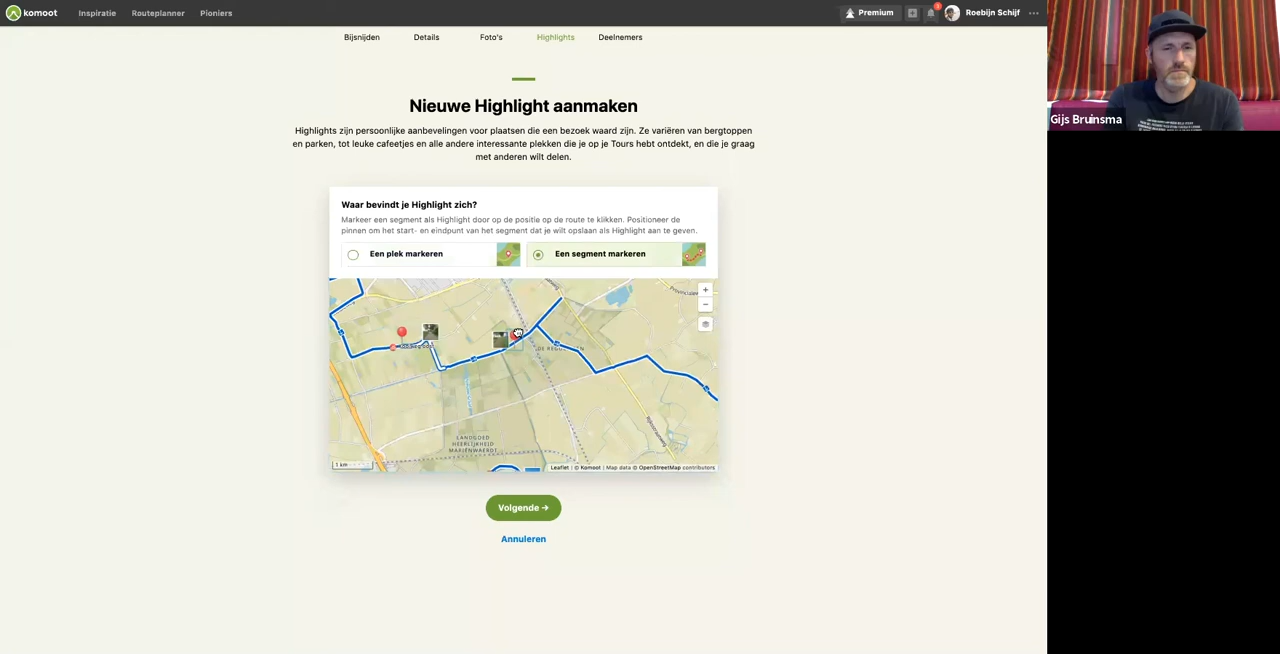 komoot Inspiratie Routeplanner Pioniers Premium Roebijn Schijf
Bijsnijden Details Foto's Highlights Deelnemers
Nieuwe Highlight aanmaken
Highlights zijn persoonlijke aanbevelingen voor plaatsen die een bezoek waard zijn. Ze variëren van bergtoppen
en parken, tot leuke cafeetjes en alle andere interessante plekken die je op je Tours hebt ontdekt, en die je graag
met anderen wilt delen.
Waar bevindt je Highlight zich?
Markeer een segment als Highlight door op de positie op de route te klikken. Positioneer de
pinnen om het start- en eindpunt van het segment dat je wilt opslaan als Highlight aan te geven.
Een plek markeren Een segment markeren
LANDGOED
HEERLIJKHEID
MARIËNWAERDT
1 km
Leaflet | © Komoot | Map data © OpenStreetMap contributors
Volgende →
Annuleren
Gijs Bruinsma